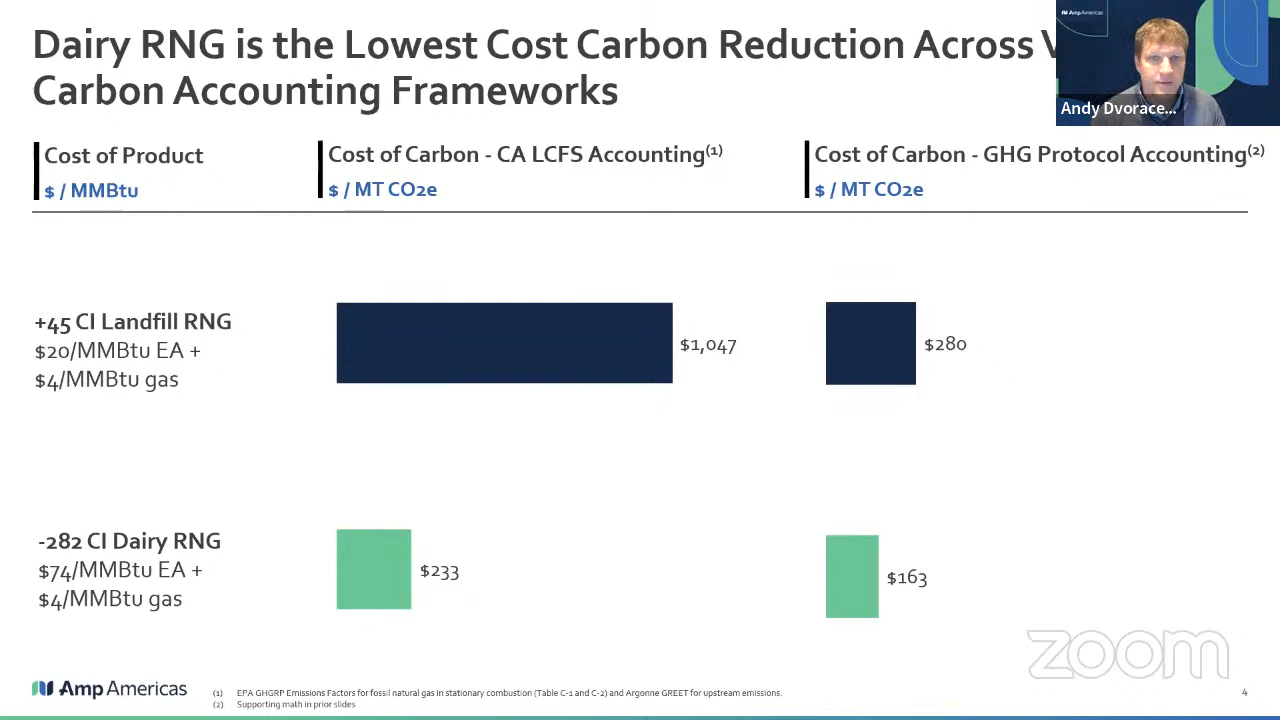 Dairy RNG is the Lowest Cost Carbon Reduction Across
Carbon Accounting Frameworks
AmpAmericas
Andy Dvorace...
Cost of Product
$ / MMBtu
Cost of Carbon - CA LCFS Accounting(1)
$ / MT CO2e
Cost of Carbon - GHG Protocol Accounting(2)
$ / MT CO2e
+45 CI Landfill RNG
$20/MMBtu EA +
$4/MMBtu gas
$1,047
$280
-282 CI Dairy RNG
$74/MMBtu EA +
$4/MMBtu gas
$233
$163
zoom
AmpAmericas
(1) EPA GHGRP Emissions Factors for fossil natural gas in stationary combustion (Table C-1 and C-2) and Argonne GREET for upstream emissions.
(2) Supporting math in prior slides
4